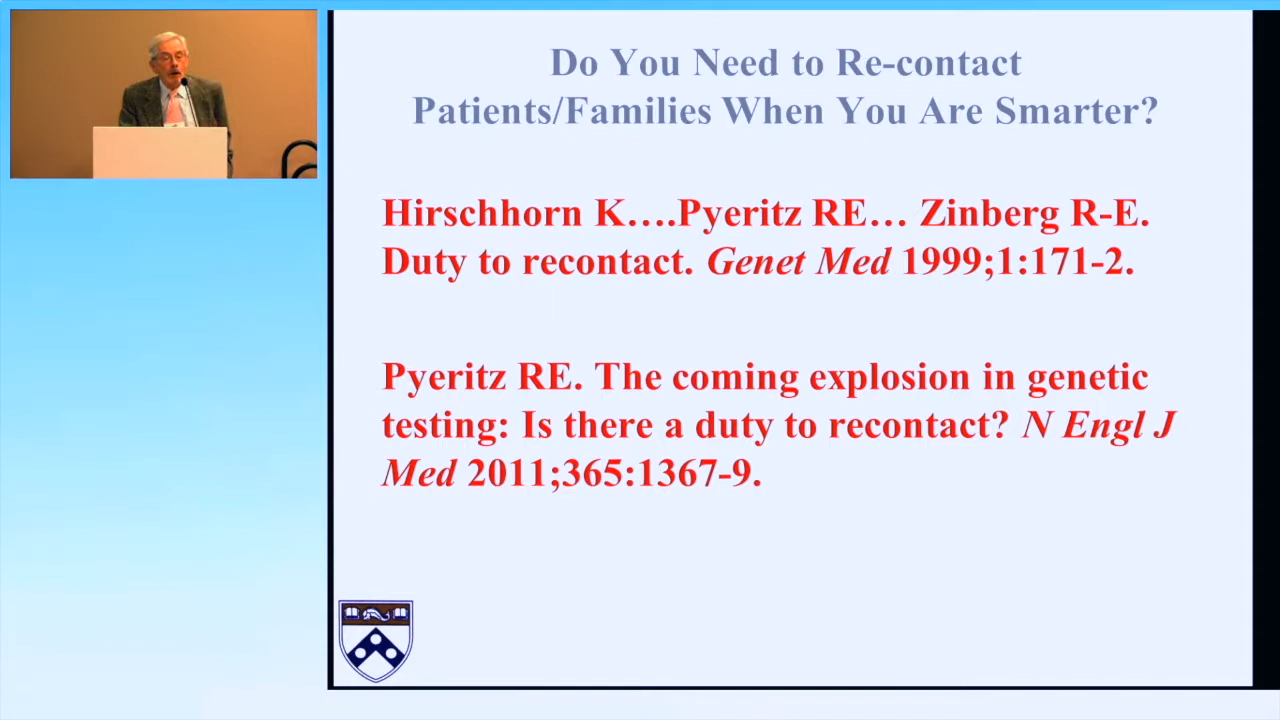 Do You Need to Re-contact
Patients/Families When You Are Smarter?
Hirschhorn K….Pyeritz RE… Zinberg R-E.
Duty to recontact. Genet Med 1999;1:171-2.
Pyeritz RE. The coming explosion in genetic
testing: Is there a duty to recontact? N Engl J
Med 2011;365:1367-9.